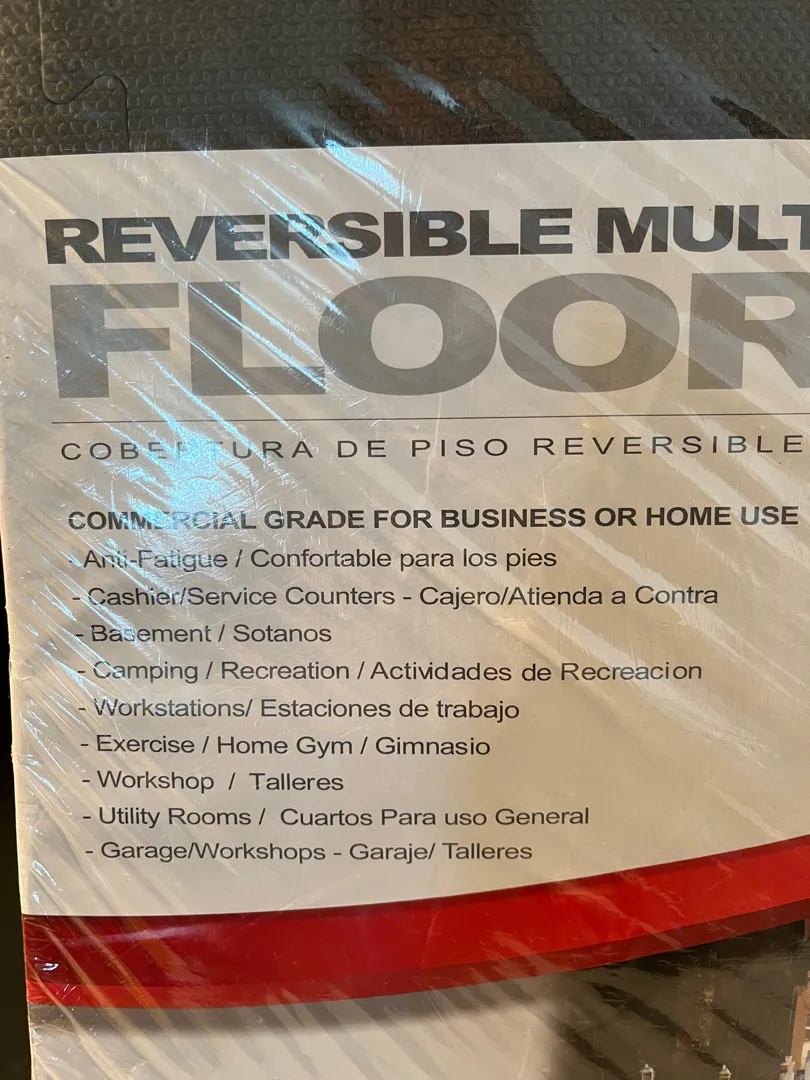 REVERSIBLE MULT
FLOOR
COBERTURA DE PISO REVERSIBLE
COMMERCIAL GRADE FOR BUSINESS OR HOME USE
- Anti-Fatigue / Confortable para los pies
- Cashier/Service Counters - Cajero/Atienda a Contra
- Basement / Sotanos
- Camping / Recreation / Actividades de Recreacion
- Workstations/ Estaciones de trabajo
- Exercise / Home Gym / Gimnasio
- Workshop / Talleres
- Utility Rooms / Cuartos Para uso General
- Garage/Workshops - Garaje/ Talleres